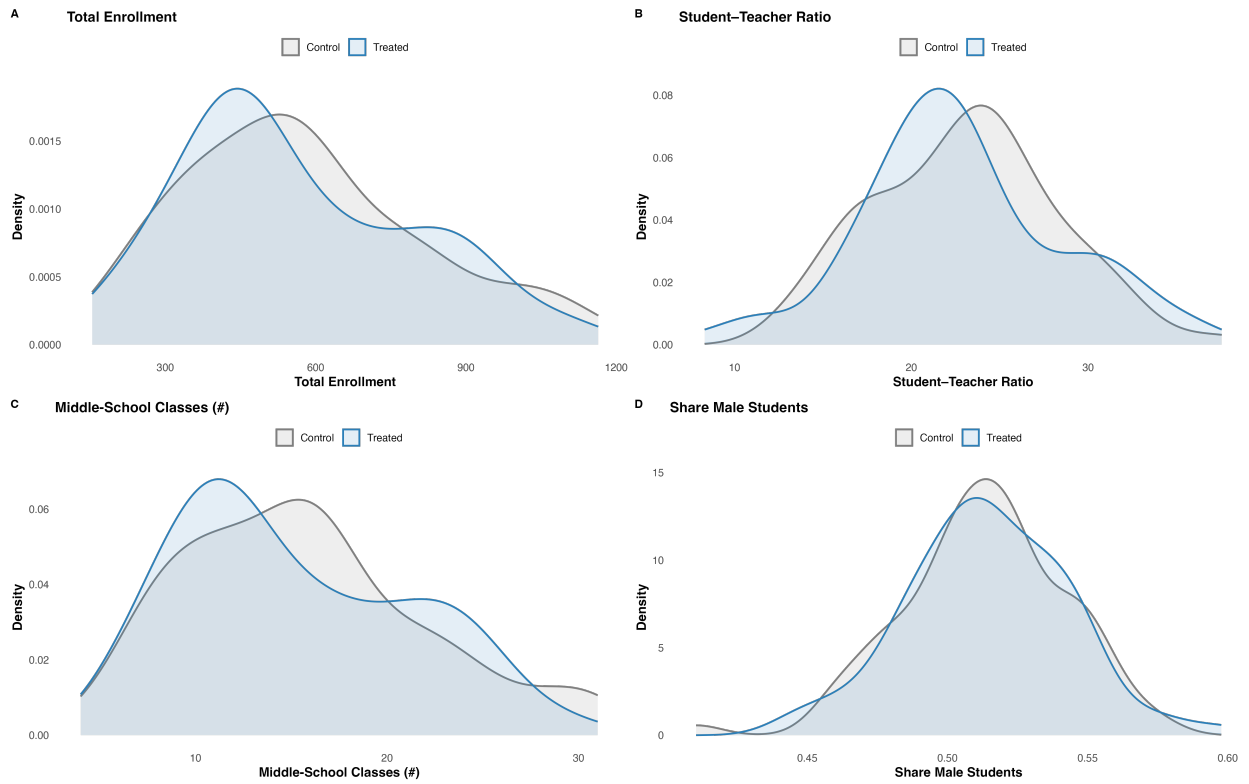 A Total Enrollment
Control Treated
Density
0.0015
0.0010
0.0005
0.0000
300 600 900 1200
Total Enrollment
B Student–Teacher Ratio
Control Treated
Density
0.08
0.06
0.04
0.02
0.00
10 20 30
Student–Teacher Ratio
C Middle-School Classes (#)
Control Treated
Density
0.06
0.04
0.02
0.00
10 20 30
Middle-School Classes (#)
D Share Male Students
Control Treated
Density
15
10
5
0
0.45 0.50 0.55 0.60
Share Male Students